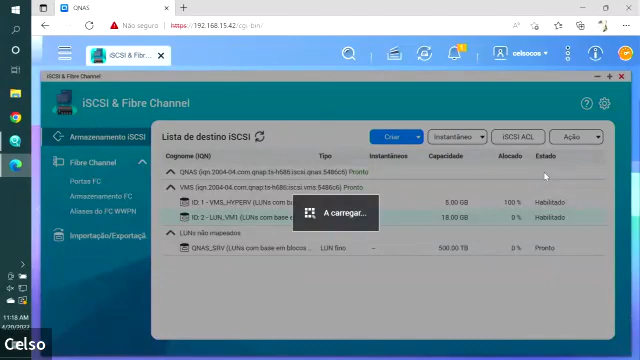 QNAS
Não seguro
https://192.168.15.42/cgi-bin/
iSCSI & Fibre...
celsocos
iSCSI & Fibre Channel
iSCSI & Fibre Channel
Armazenamento iSCSI
Fibre Channel
Portas FC
Armazenamento FC
Aliases do FC WWPN
Importação/Exportaçã..
Lista de destino iSCSI
Criar
Instantâneo
iSCSI ACL
Ação
Cognome (IQN) Tipo Instantâneos Capacidade Alocado Estado
QNAS (iqn.2004-04.com.qnap:ts-h686:iscsi.qnas.5486c6) Pronto
VMS (iqn.2004-04.com.qnap:ts-h686:iscsi.vms.5486c6) Pronto
ID: 1 - VMS_HYPERV (LUNs com base e 5.00 GB 100 % Habilitado
ID: 2 - LUN_VM1 (LUNs com base em 18.00 GB 0 % Habilitado
LUNs não mapeados
QNAS_SRV (LUNs com base em blocos LUN fino -- 500.00 TB 0 % Pronto
A carregar...
11:18 AM
Celso